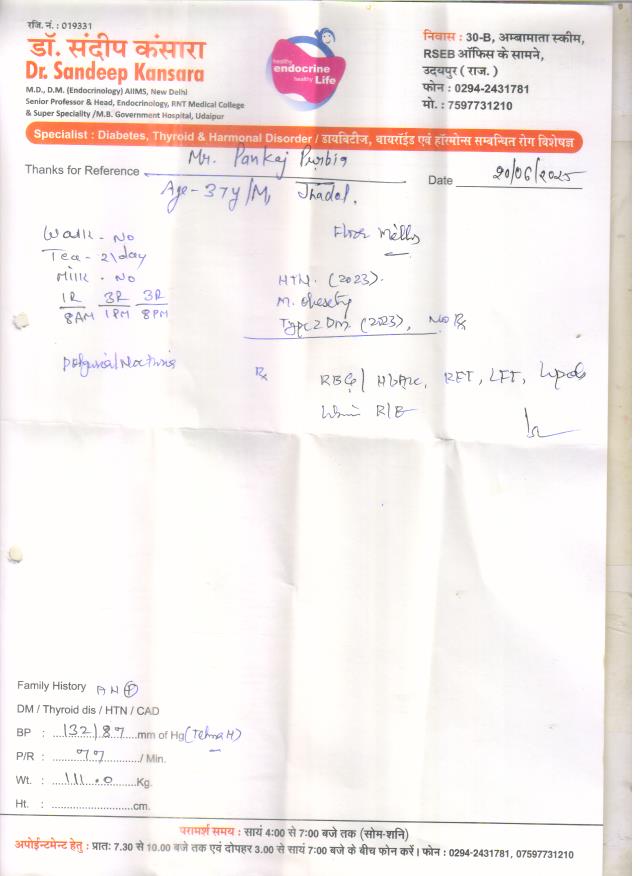 रजि. नं. : 019331
डॉ. संदीप कंसारा
Dr. Sandeep Kansara
M.D., D.M. (Endocrinology) AIIMS, New Delhi
Senior Professor & Head, Endocrinology, RNT Medical College
& Super Speciality /M.B. Government Hospital, Udaipur
healthy
endocrine
healthy Life
निवास : 30-B, अम्बामाता स्कीम,
RSEB ऑफिस के सामने,
उदयपुर ( राज. )
फोन : 0294-2431781
मो. : 7597731210
Specialist : Diabetes, Thyroid & Harmonal Disorder / डायबिटीज, थायरॉईड एवं हॉरमोन्स सम्बन्धित रोग विशेषज्ञ
Thanks for Reference Mr. Pankaj Purbia
Date 20/06/2025
Age - 37y/M, Jhadol.
Walk - No
Tea - 2/day
Milk - No
1R 3R 3R
8AM 1PM 8PM
HTN. (2023).
M. Obesity
Type 2 DM (2023), No Rx
Rx
RBG/ HbA1c, RFT, LFT, Lipids
Urine R/E
Family History
DM / Thyroid dis / HTN / CAD
BP : 132/87 mm of Hg
P/R : 77 / Min.
Wt. : 111.0 Kg.
Ht. : cm.
परामर्श समय : सायं 4:00 से 7:00 बजे तक (सोम-शनि)
अपोईन्टमेन्ट हेतु : प्रातः 7.30 से 10.00 बजे तक एवं दोपहर 3.00 से सायं 7:00 बजे के बीच फोन करें। फोन : 0294-2431781, 07597731210